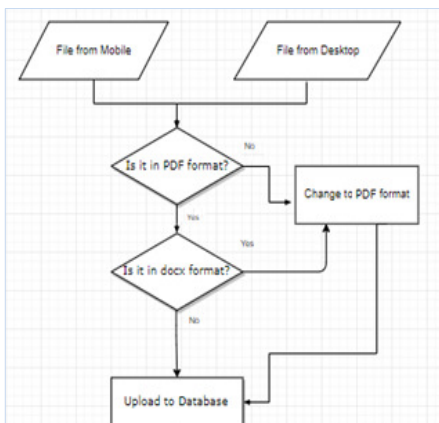 File from Mobile
File from Desktop
Is it in PDF format?
No
Change to PDF format
Yes
Yes
Is it in docx format?
No
Upload to Database